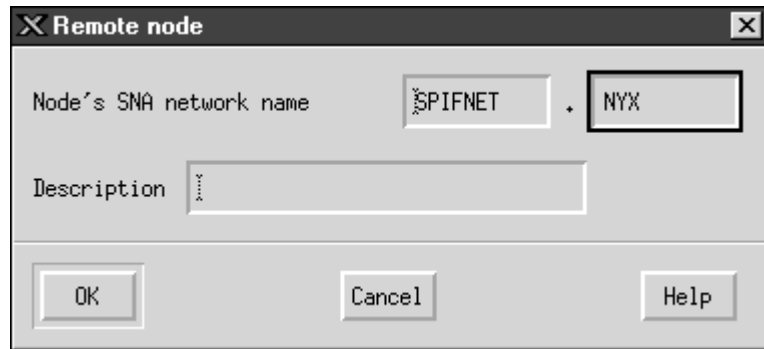 Remote node
Node's SNA network name SPIFNET . NYX
Description
OK Cancel Help